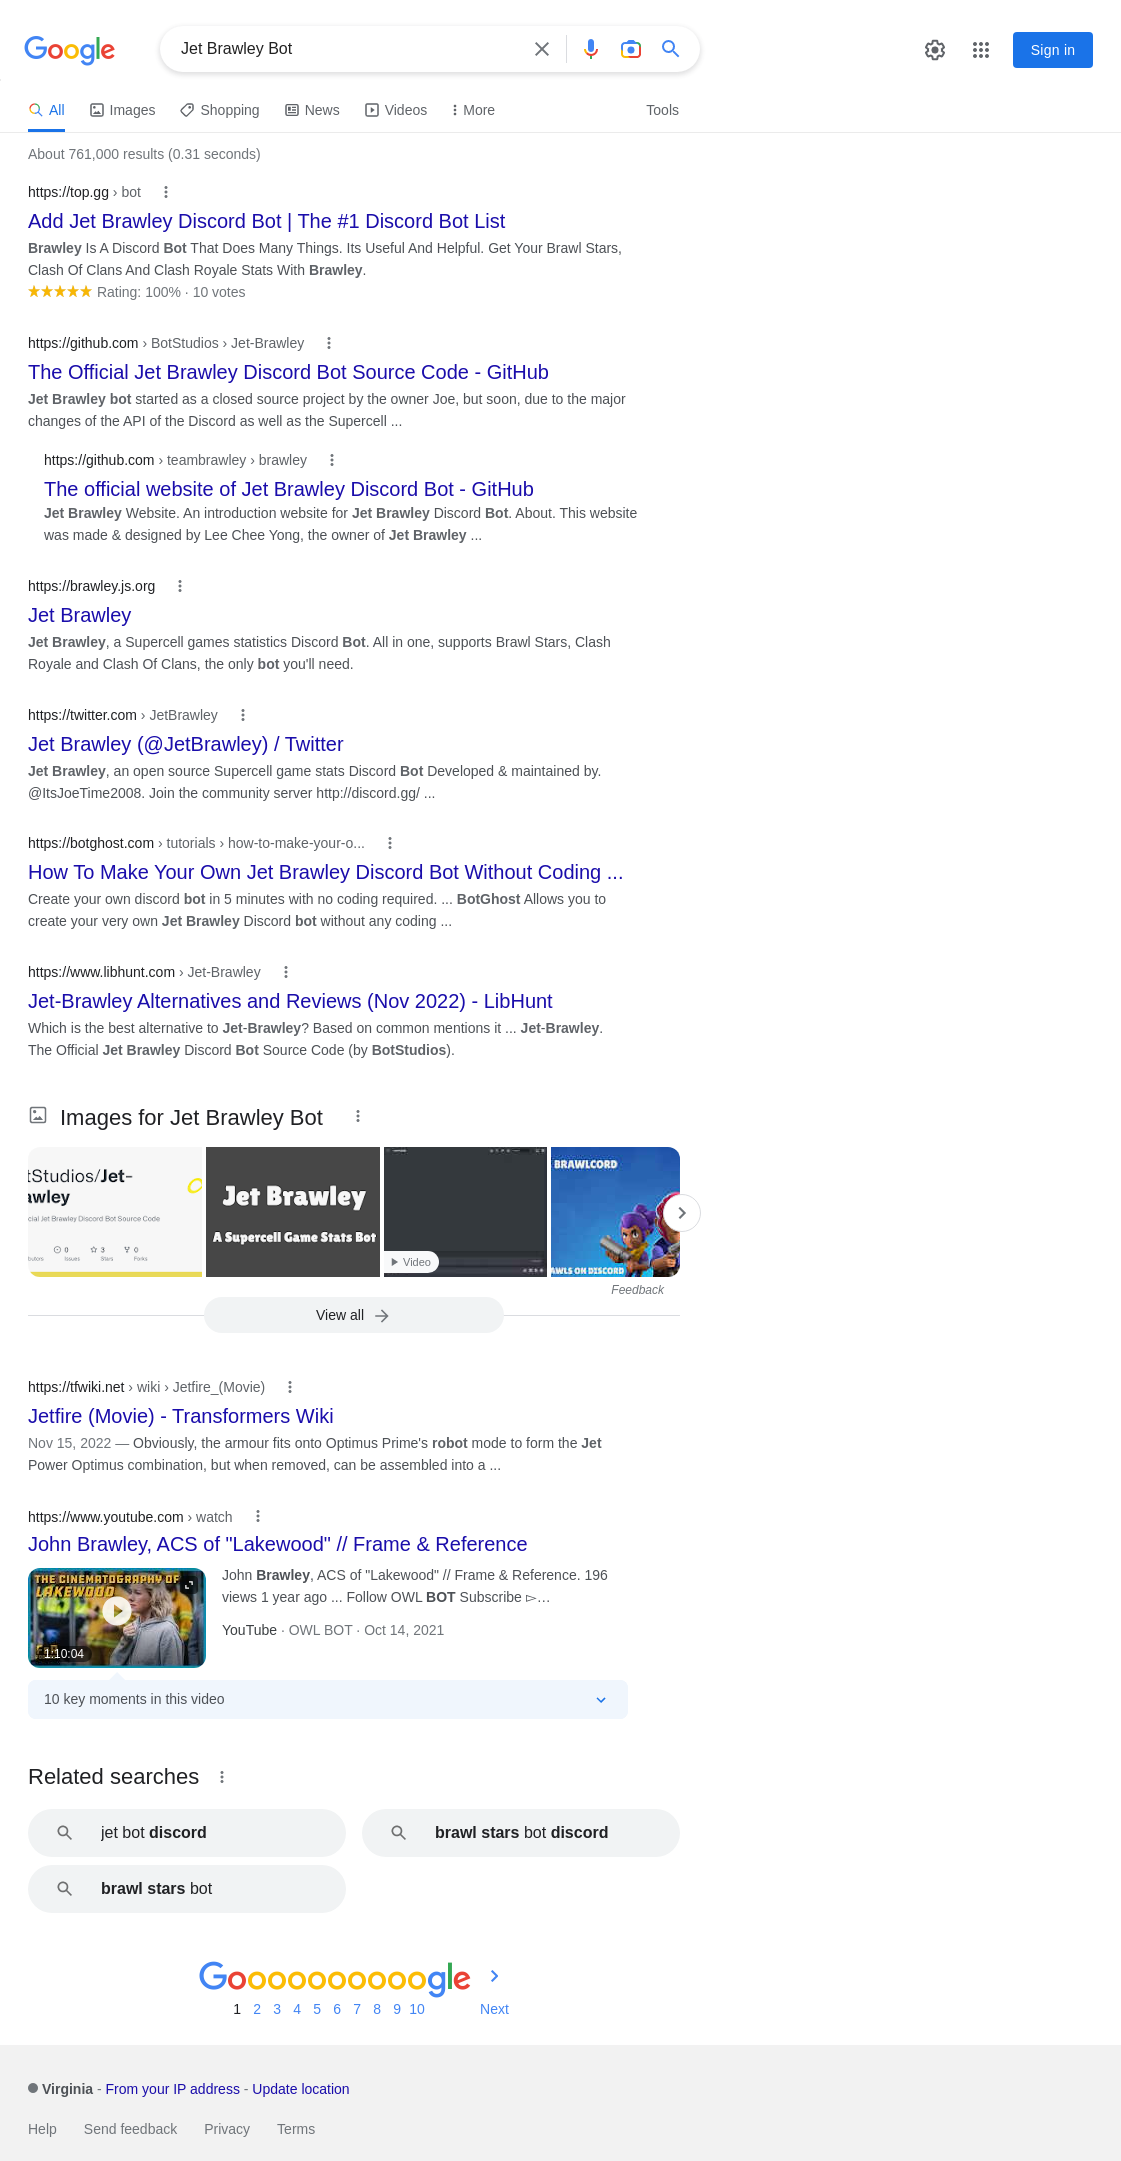 Google
Jet Brawley Bot
Sign in
All
Images
Shopping
News
Videos
More
Tools
About 761,000 results (0.31 seconds)
https://top.gg › bot
Add Jet Brawley Discord Bot | The #1 Discord Bot List
Brawley Is A Discord Bot That Does Many Things. Its Useful And Helpful. Get Your Brawl Stars,
Clash Of Clans And Clash Royale Stats With Brawley.
Rating: 100% · 10 votes
https://github.com › BotStudios › Jet-Brawley
The Official Jet Brawley Discord Bot Source Code - GitHub
Jet Brawley bot started as a closed source project by the owner Joe, but soon, due to the major
changes of the API of the Discord as well as the Supercell ...
https://github.com › teambrawley › brawley
The official website of Jet Brawley Discord Bot - GitHub
Jet Brawley Website. An introduction website for Jet Brawley Discord Bot. About. This website
was made & designed by Lee Chee Yong, the owner of Jet Brawley ...
https://brawley.js.org
Jet Brawley
Jet Brawley, a Supercell games statistics Discord Bot. All in one, supports Brawl Stars, Clash
Royale and Clash Of Clans, the only bot you'll need.
https://twitter.com › JetBrawley
Jet Brawley (@JetBrawley) / Twitter
Jet Brawley, an open source Supercell game stats Discord Bot Developed & maintained by.
@ItsJoeTime2008. Join the community server http://discord.gg/ ...
https://botghost.com › tutorials › how-to-make-your-o...
How To Make Your Own Jet Brawley Discord Bot Without Coding ...
Create your own discord bot in 5 minutes with no coding required. ... BotGhost Allows you to
create your very own Jet Brawley Discord bot without any coding ...
https://www.libhunt.com › Jet-Brawley
Jet-Brawley Alternatives and Reviews (Nov 2022) - LibHunt
Which is the best alternative to Jet-Brawley? Based on common mentions it ... Jet-Brawley.
The Official Jet Brawley Discord Bot Source Code (by BotStudios).
Images for Jet Brawley Bot
tStudios/Jet-
awley
cial Jet Brawley Discord Bot Source Code
0
3
0
butors
Issues
Stars
Forks
Jet Brawley
A Supercell Game Stats Bot
Video
BRAWLCORD
AWLS ON DISCORD
Feedback
View all
https://tfwiki.net › wiki › Jetfire_(Movie)
Jetfire (Movie) - Transformers Wiki
Nov 15, 2022 — Obviously, the armour fits onto Optimus Prime's robot mode to form the Jet
Power Optimus combination, but when removed, can be assembled into a ...
https://www.youtube.com › watch
John Brawley, ACS of "Lakewood" // Frame & Reference
THE CINEMATOGRAPHY OF
LAKEWOOD
1:10:04
John Brawley, ACS of "Lakewood" // Frame & Reference. 196
views 1 year ago ... Follow OWL BOT Subscribe ▻…
YouTube · OWL BOT · Oct 14, 2021
10 key moments in this video
Related searches
jet bot discord
brawl stars bot discord
brawl stars bot
Goooooooooogle
1 2 3 4 5 6 7 8 9 10 Next
Virginia - From your IP address - Update location
Help
Send feedback
Privacy
Terms